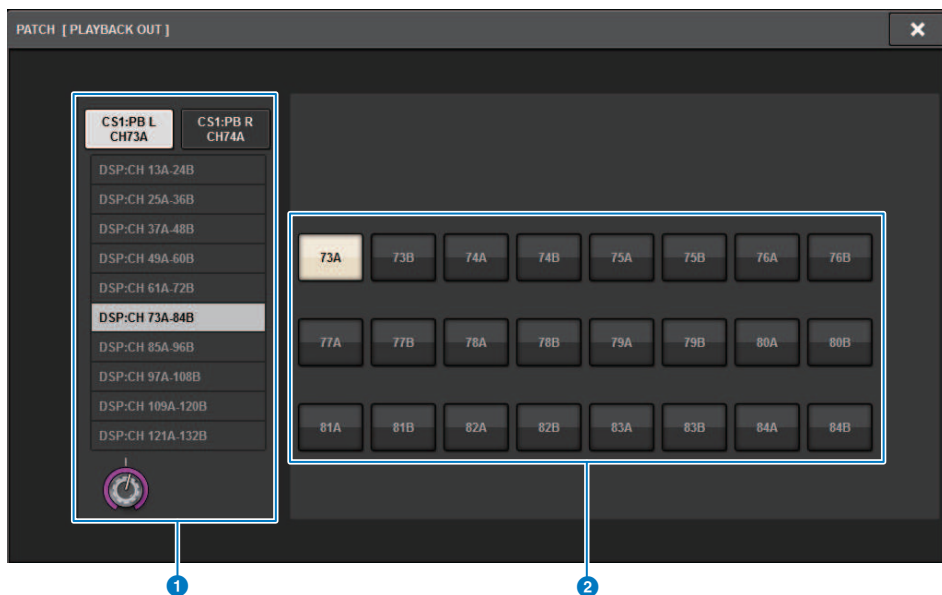 PATCH [ PLAYBACK OUT ]
CS1:PB L
CH73A
CS1:PB R
CH74A
DSP:CH 13A-24B
DSP:CH 25A-36B
DSP:CH 37A-48B
DSP:CH 49A-60B
DSP:CH 61A-72B
DSP:CH 73A-84B
DSP:CH 85A-96B
DSP:CH 97A-108B
DSP:CH 109A-120B
DSP:CH 121A-132B
73A 73B 74A 74B 75A 75B 76A 76B
77A 77B 78A 78B 79A 79B 80A 80B
81A 81B 82A 82B 83A 83B 84A 84B
1
2